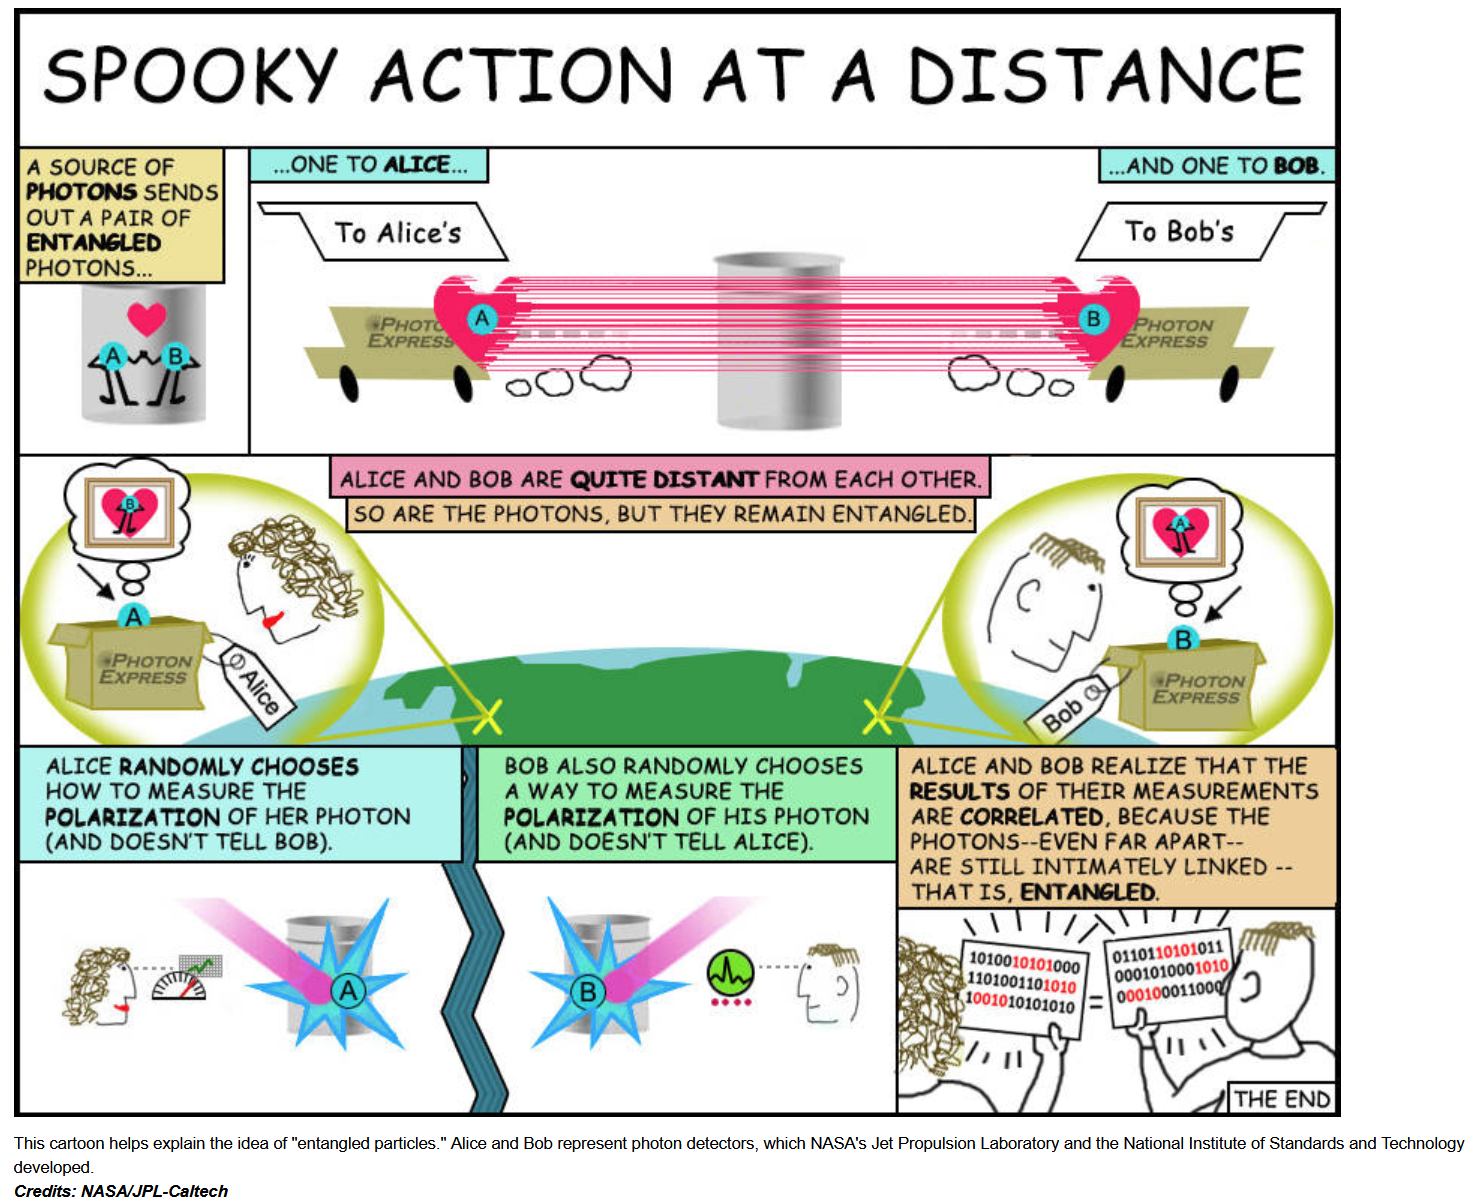 SPOOKY ACTION AT A DISTANCE
A SOURCE OF
PHOTONS SENDS
OUT A PAIR OF
ENTANGLED
PHOTONS...
A
B
...ONE TO ALICE...
...AND ONE TO BOB.
To Alice's
To Bob's
PHOTO
EXPRESS
A
B
PHOTON
EXPRESS
ALICE AND BOB ARE QUITE DISTANT FROM EACH OTHER.
SO ARE THE PHOTONS, BUT THEY REMAIN ENTANGLED.
B
A
PHOTON
EXPRESS
Alice
A
B
PHOTON
EXPRESS
Bob
ALICE RANDOMLY CHOOSES
HOW TO MEASURE THE
POLARIZATION OF HER PHOTON
(AND DOESN'T TELL BOB).
A
BOB ALSO RANDOMLY CHOOSES
A WAY TO MEASURE THE
POLARIZATION OF HIS PHOTON
(AND DOESN'T TELL ALICE).
B
ALICE AND BOB REALIZE THAT THE
RESULTS OF THEIR MEASUREMENTS
ARE CORRELATED, BECAUSE THE
PHOTONS--EVEN FAR APART--
ARE STILL INTIMATELY LINKED --
THAT IS, ENTANGLED.
1010010101000
1101001101010
1001010101010
=
0110110101011
0001010001010
000100011000
THE END
This cartoon helps explain the idea of "entangled particles." Alice and Bob represent photon detectors, which NASA's Jet Propulsion Laboratory and the National Institute of Standards and Technology
developed.
Credits: NASA/JPL-Caltech